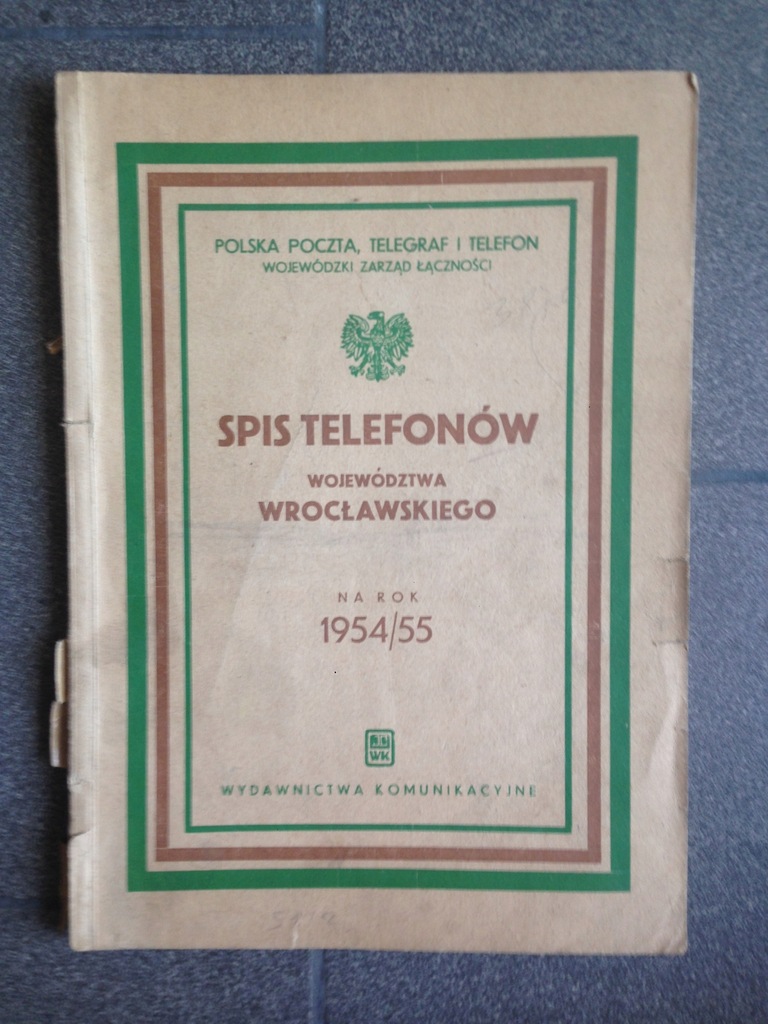 POLSKA POCZTA, TELEGRAF I TELEFON
WOJEWÓDZKI ZARZĄD ŁĄCZNOŚCI
SPIS TELEFONÓW
WOJEWÓDZTWA
WROCŁAWSKIEGO
NA ROK
1954/55
WK
WYDAWNICTWA KOMUNIKACYJNE